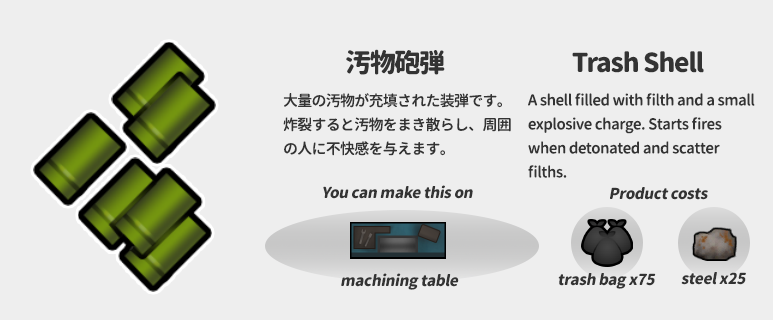 汚物砲弾
大量の汚物が充填された装弾です。
炸裂すると汚物をまき散らし、周囲
の人に不快感を与えます。
Trash Shell
A shell filled with filth and a small
explosive charge. Starts fires
when detonated and scatter
filths.
You can make this on
machining table
Product costs
trash bag x75
steel x25